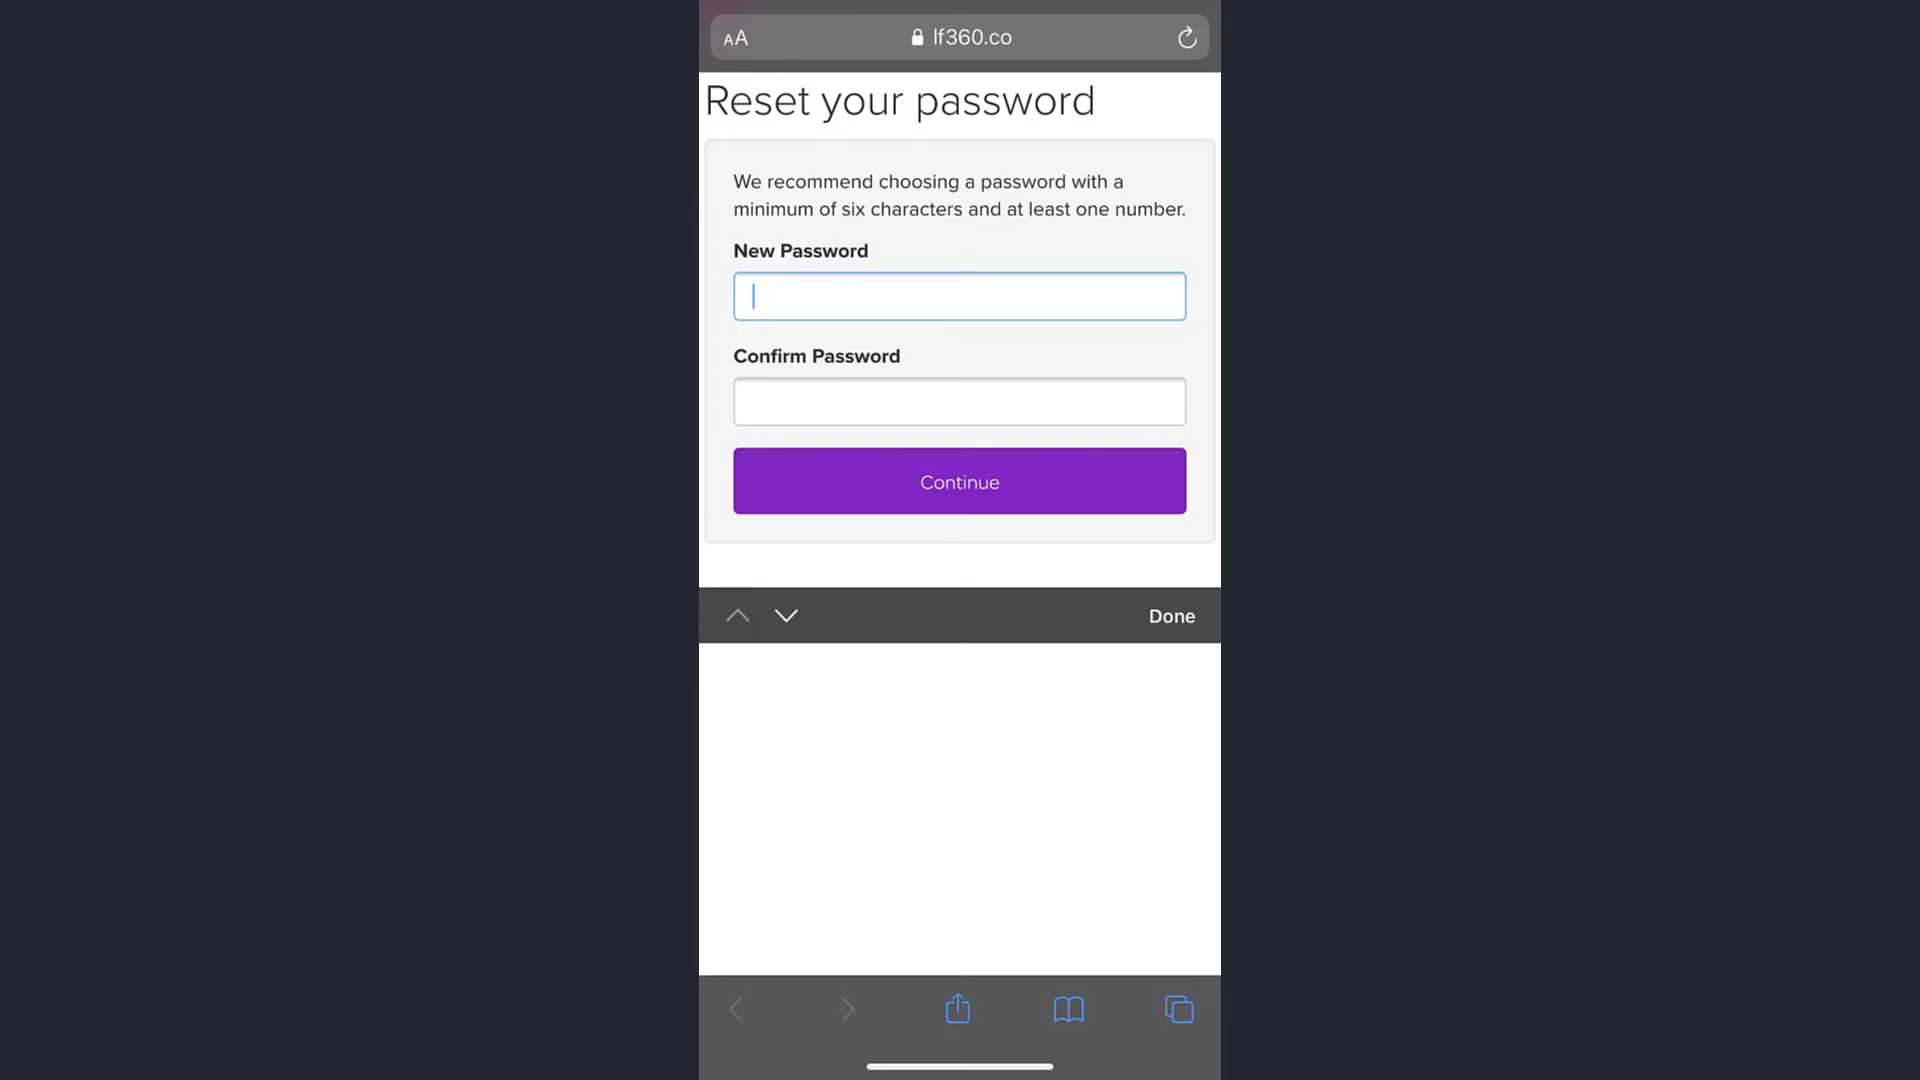 AA
lf360.co
Reset your password
We recommend choosing a password with a
minimum of six characters and at least one number.
New Password
Confirm Password
Continue
Done